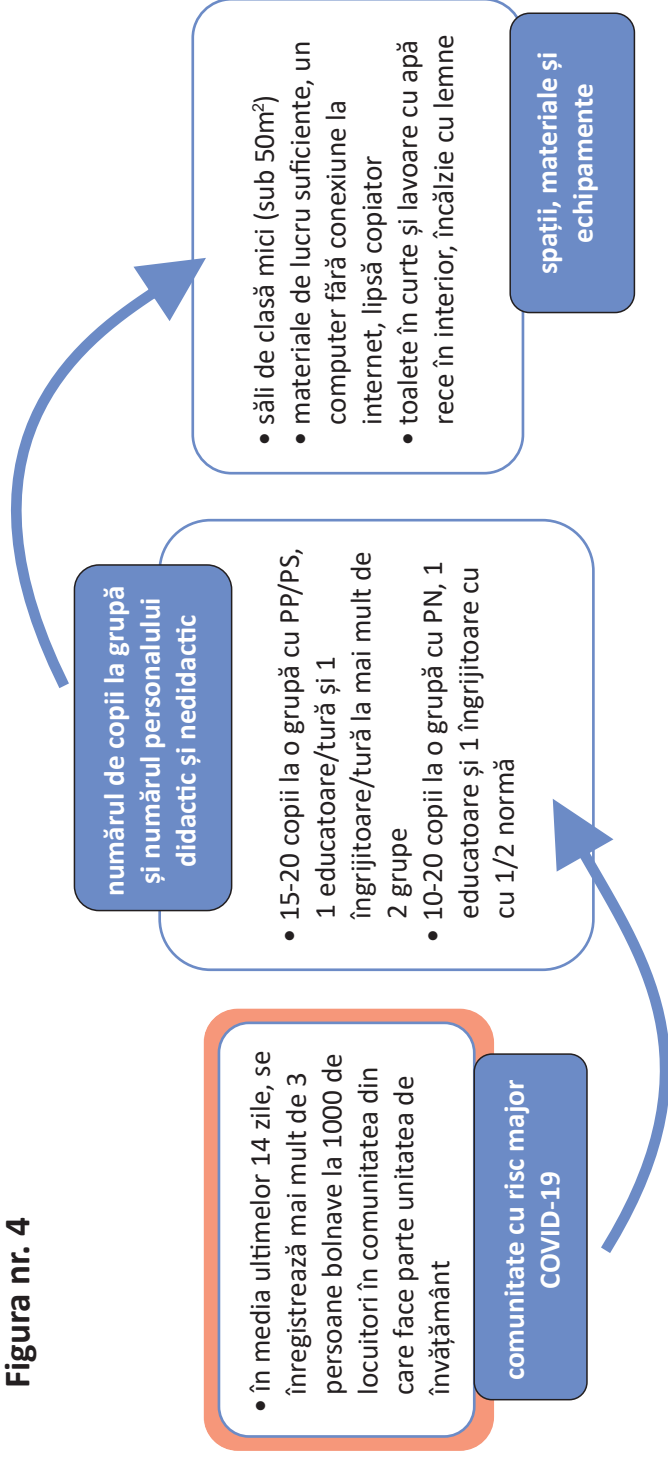 Figura nr. 4
• în media ultimelor 14 zile, se
înregistrează mai mult de 3
persoane bolnave la 1000 de
locuitori în comunitatea din
care face parte unitatea de
învățământ
comunitate cu risc major
COVID-19
numărul de copii la grupă
și numărul personalului
didactic și nedidactic
• 15-20 copii la o grupă cu PP/PS,
1 educatoare/tură și 1
îngrijitoare/tură la mai mult de
2 grupe
• 10-20 copii la o grupă cu PN, 1
educatoare și 1 îngrijitoare cu
cu 1/2 normă
• săli de clasă mici (sub 50m²)
• materiale de lucru suficiente, un
computer fără conexiune la
internet, lipsă copiator
• toalete în curte și lavoare cu apă
rece în interior, încălzie cu lemne
spații, materiale și
echipamente